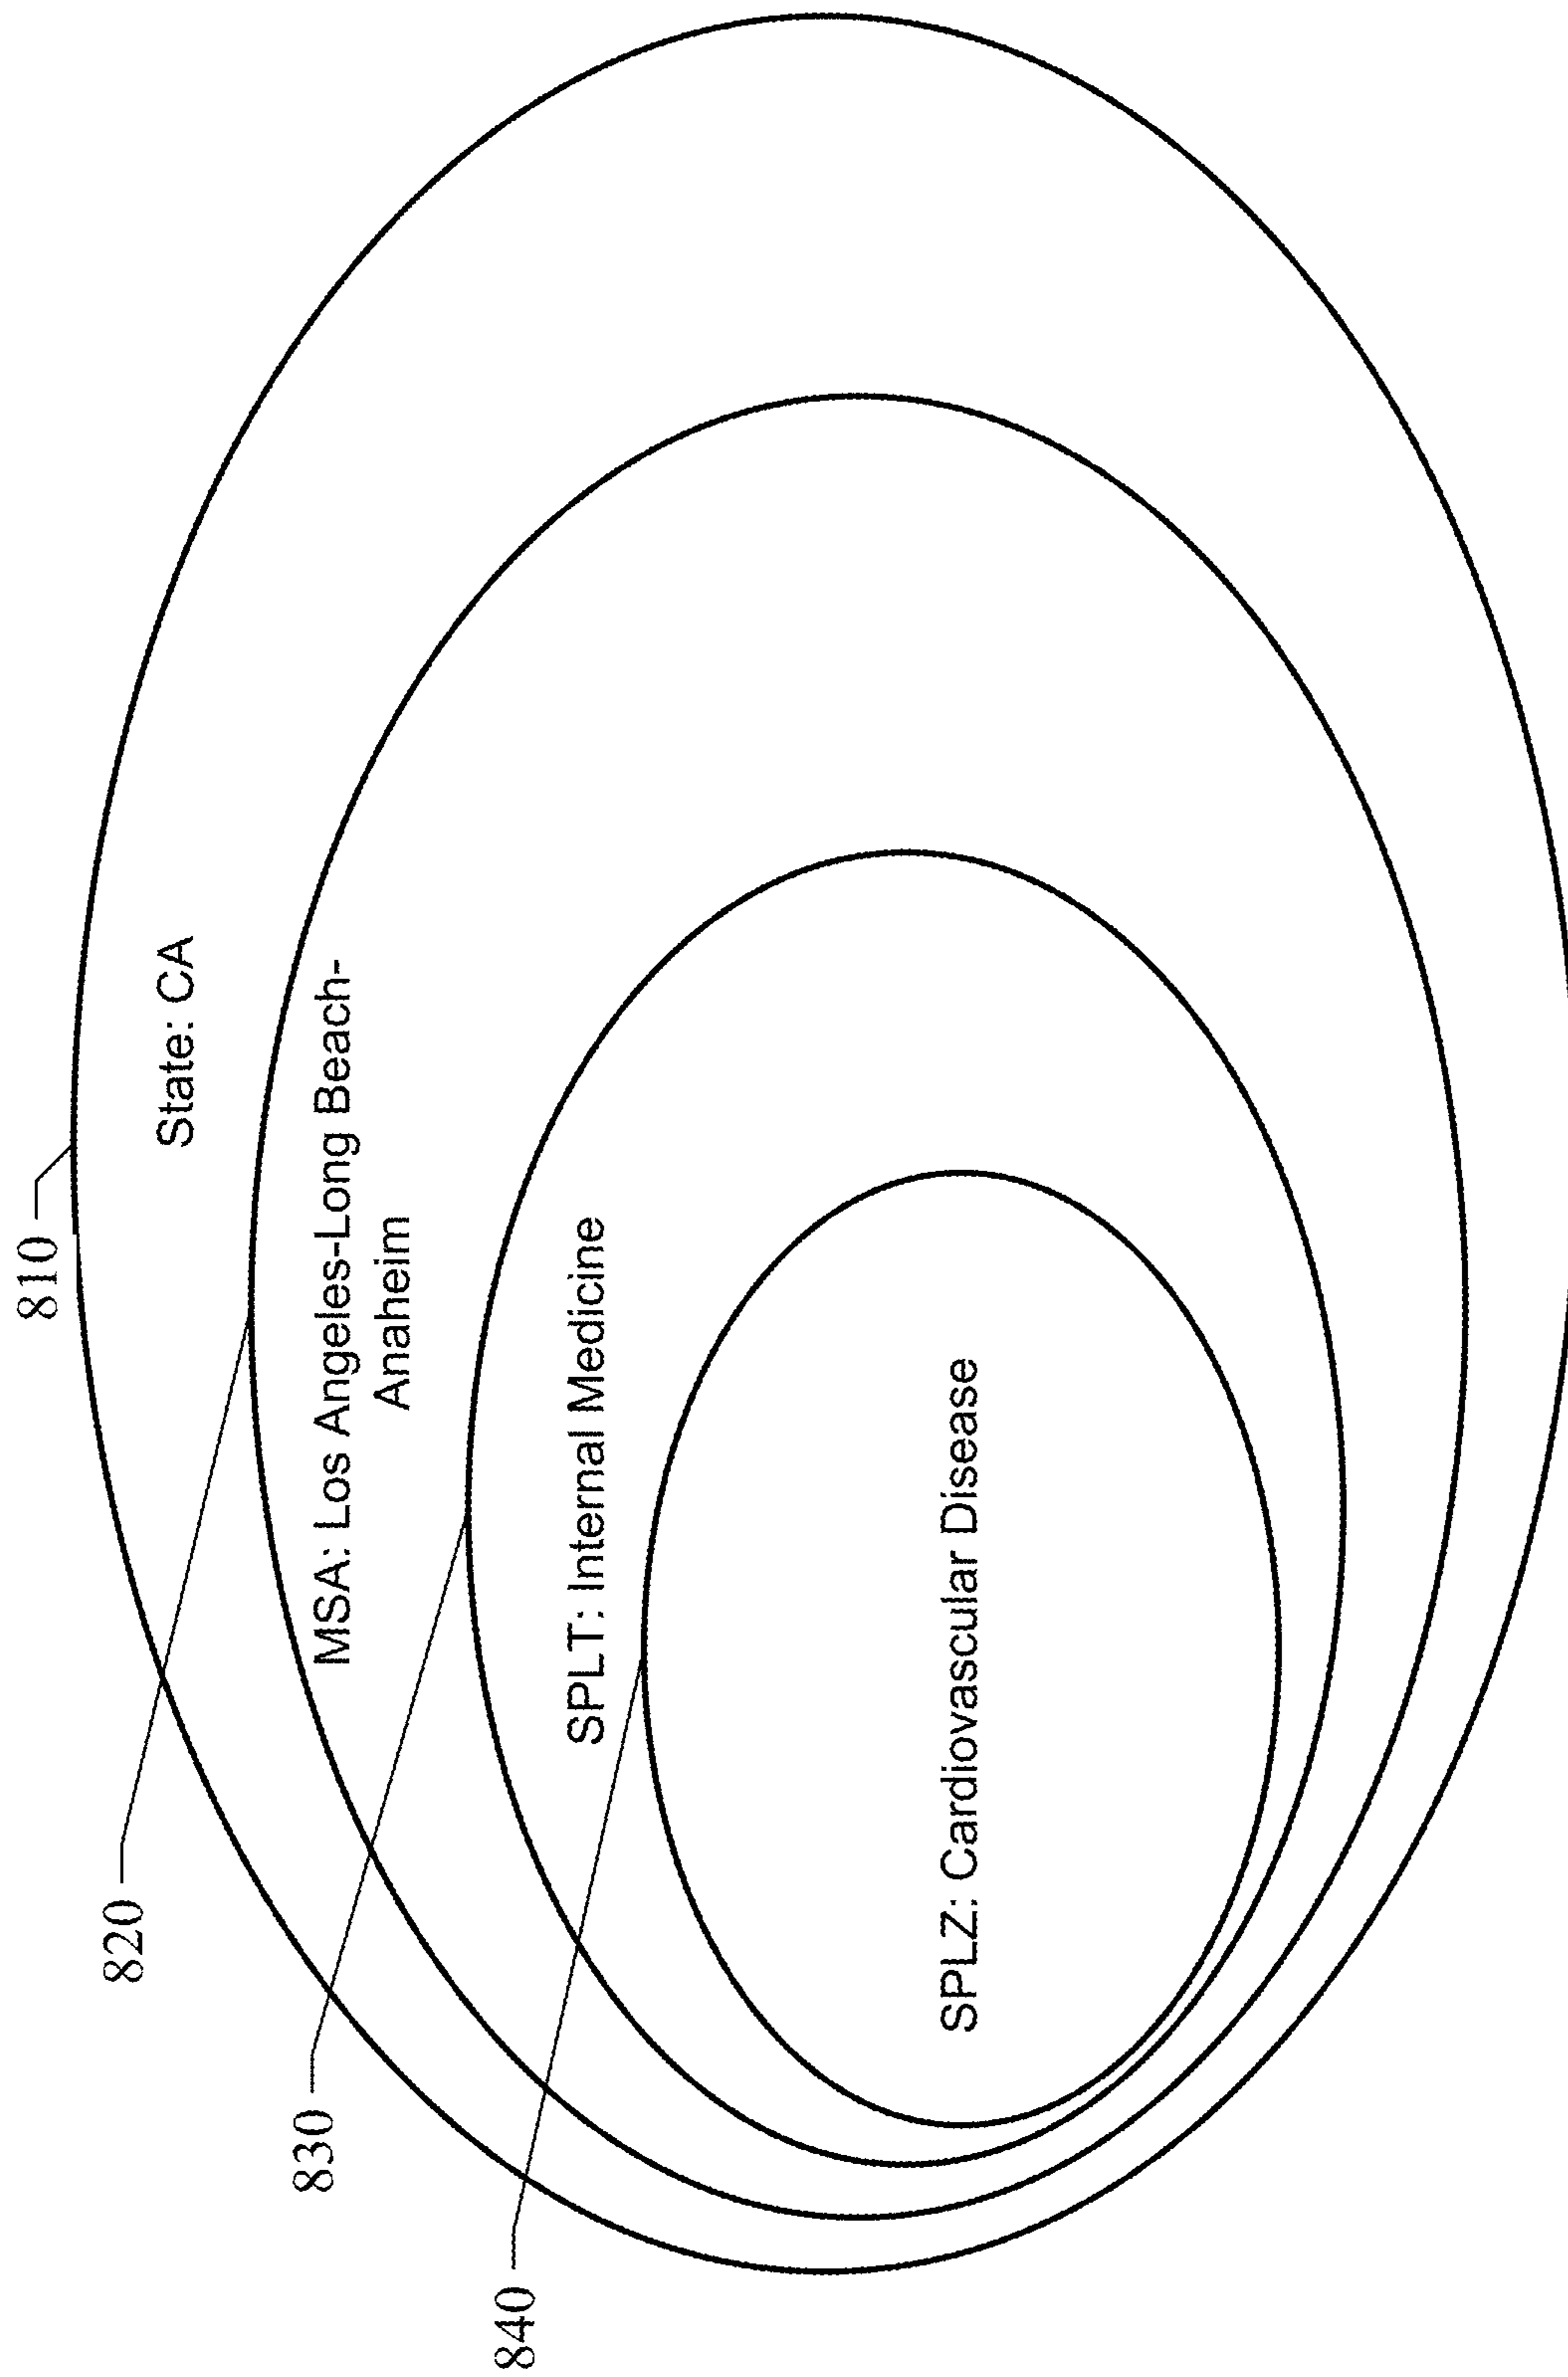 810
State: CA
820
MSA: Los Angeles-Long Beach-
Anaheim
830
SPLT: Internal Medicine
840
SPLZ: Cardiovascular Disease